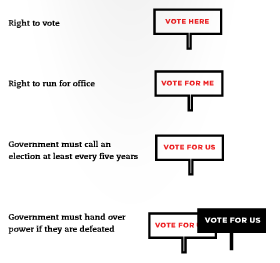 Right to vote
VOTE HERE
Right to run for office
VOTE FOR ME
Government must call an
election at least every five years
VOTE FOR US
Government must hand over
power if they are defeated
VOTE FOR
VOTE FOR US